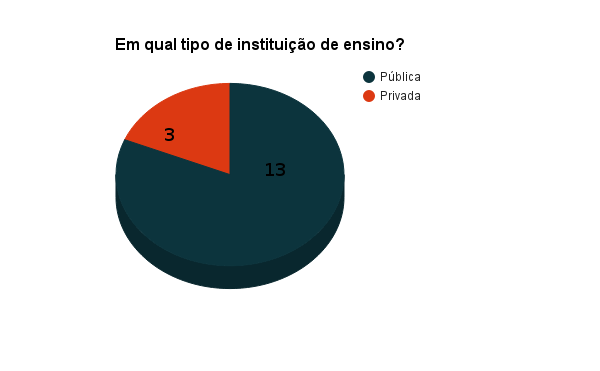 Em qual tipo de instituição de ensino?
Pública
Privada
3
13